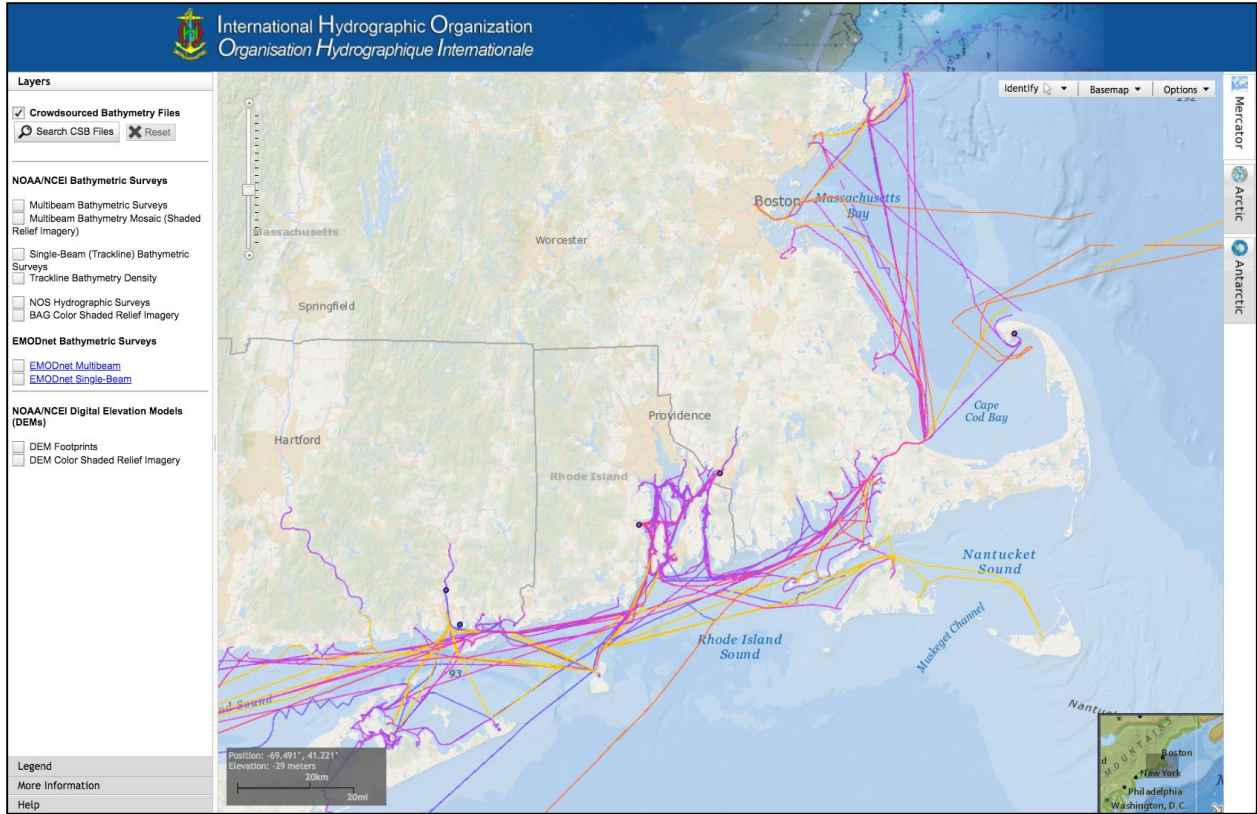 International Hydrographic Organization
Organisation Hydrographique Internationale
Layers
Crowdsourced Bathymetry Files
Search CSB Files
Reset
NOAA/NCEI Bathymetric Surveys
Multibeam Bathymetric Surveys
Multibeam Bathymetry Mosaic (Shaded
Relief Imagery)
Single-Beam (Trackline) Bathymetric
Surveys
Trackline Bathymetry Density
NOS Hydrographic Surveys
BAG Color Shaded Relief Imagery
EMODnet Bathymetric Surveys
EMODnet Multibeam
EMODnet Single-Beam
NOAA/NCEI Digital Elevation Models
(DEMs)
DEM Footprints
DEM Color Shaded Relief Imagery
Legend
More Information
Help
Identify
Basemap
Options
Mercator
Arctic
Antarctic
292
Boston
Massachusetts
Bay
Massachusetts
Worcester
Springfield
Cape
Cod Bay
Providence
Hartford
Rhode Island
Nantucket
Sound
Muskeget Channel
Rhode Island
Sound
93
nd Sound
Nantuc
Position: -69.491°, 41.221°
Elevation: -29 meters
20km
20mi
MOUNTAINS
Boston
New York
Philadelphia
Washington, D.C.